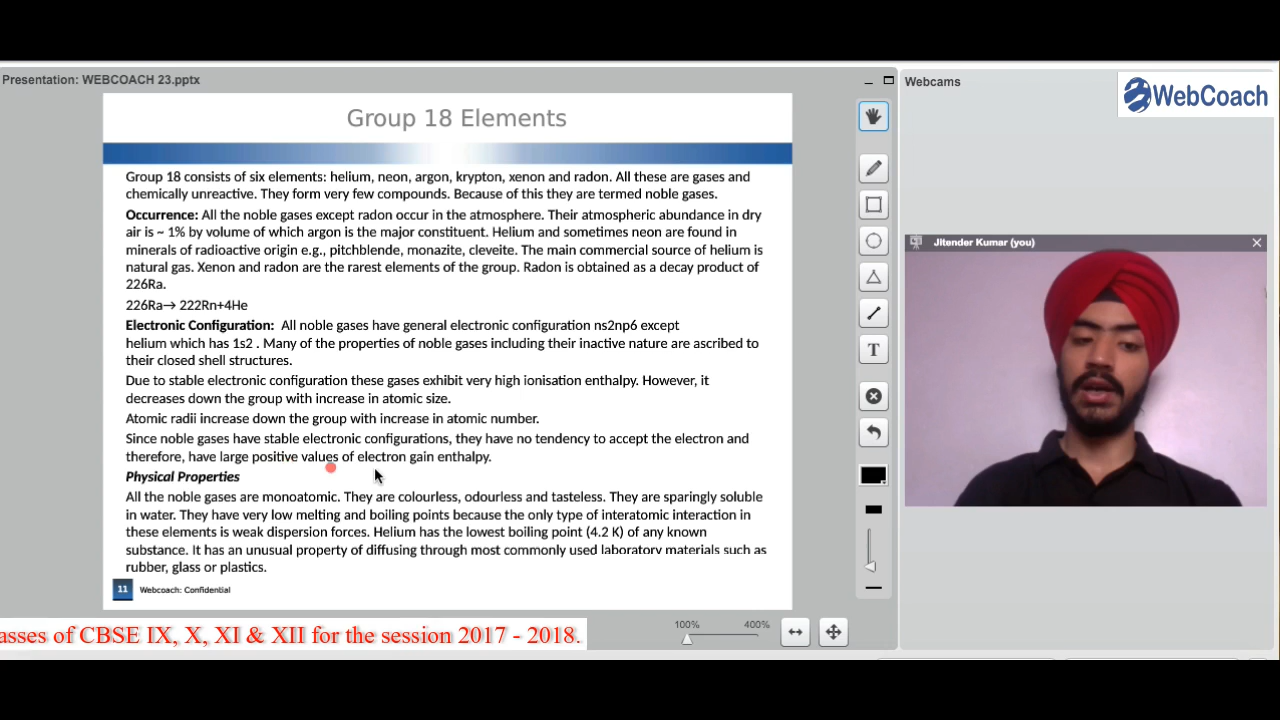 Presentation: WEBCOACH 23.pptx
Webcams
WebCoach
Group 18 Elements
Group 18 consists of six elements: helium, neon, argon, krypton, xenon and radon. All these are gases and
chemically unreactive. They form very few compounds. Because of this they are termed noble gases.
Occurrence: All the noble gases except radon occur in the atmosphere. Their atmospheric abundance in dry
air is ~ 1% by volume of which argon is the major constituent. Helium and sometimes neon are found in
minerals of radioactive origin e.g., pitchblende, monazite, cleveite. The main commercial source of helium is
natural gas. Xenon and radon are the rarest elements of the group. Radon is obtained as a decay product of
226Ra.
226Ra→ 222Rn+4He
Electronic Configuration: All noble gases have general electronic configuration ns2np6 except
helium which has 1s2 . Many of the properties of noble gases including their inactive nature are ascribed to
their closed shell structures.
Due to stable electronic configuration these gases exhibit very high ionisation enthalpy. However, it
decreases down the group with increase in atomic size.
Atomic radii increase down the group with increase in atomic number.
Since noble gases have stable electronic configurations, they have no tendency to accept the electron and
therefore, have large positive values of electron gain enthalpy.
Physical Properties
All the noble gases are monoatomic. They are colourless, odourless and tasteless. They are sparingly soluble
in water. They have very low melting and boiling points because the only type of interatomic interaction in
these elements is weak dispersion forces. Helium has the lowest boiling point (4.2 K) of any known
substance. It has an unusual property of diffusing through most commonly used laboratory materials such as
rubber, glass or plastics.
11 Webcoach: Confidential
T
Jitender Kumar (you)
asses of CBSE IX, X, XI & XII for the session 2017 - 2018.
100% 400%